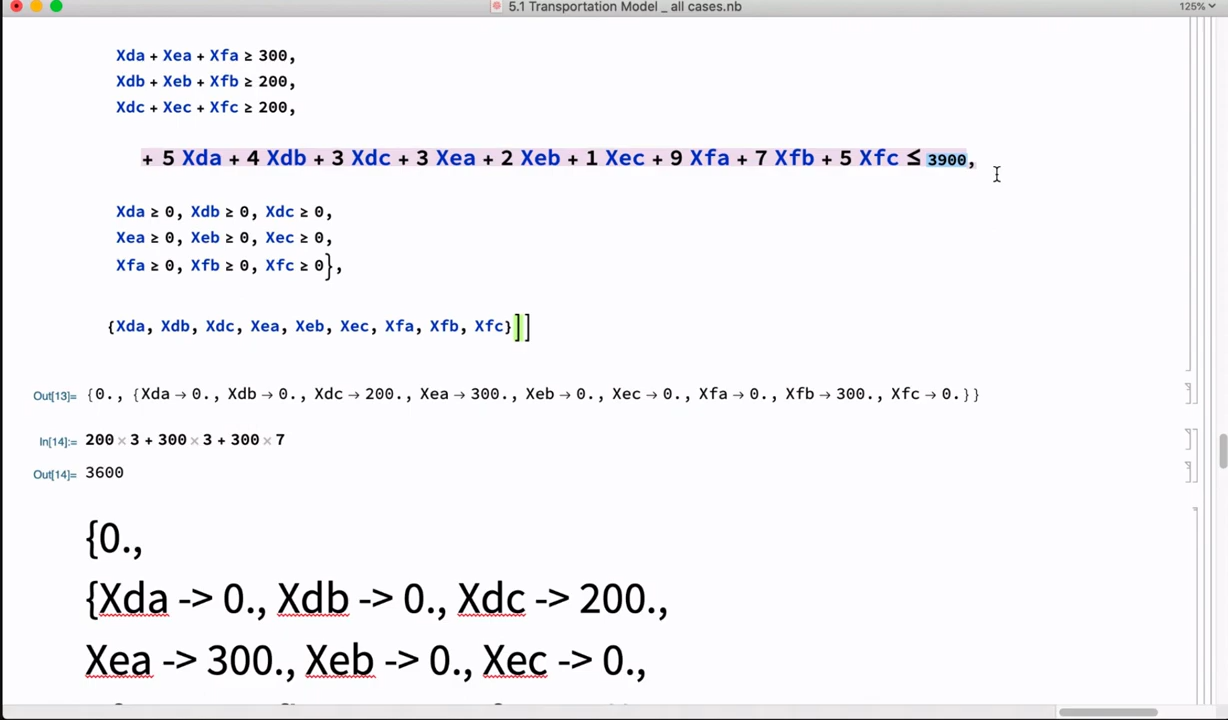 5.1 Transportation Model _ all cases.nb
125%
Xda + Xea + Xfa ≥ 300,
Xdb + Xeb + Xfb ≥ 200,
Xdc + Xec + Xfc ≥ 200,
+ 5 Xda + 4 Xdb + 3 Xdc + 3 Xea + 2 Xeb + 1 Xec + 9 Xfa + 7 Xfb + 5 Xfc ≤ 3900,
Xda ≥ 0, Xdb ≥ 0, Xdc ≥ 0,
Xea ≥ 0, Xeb ≥ 0, Xec ≥ 0,
Xfa ≥ 0, Xfb ≥ 0, Xfc ≥ 0},
{Xda, Xdb, Xdc, Xea, Xeb, Xec, Xfa, Xfb, Xfc}]]
Out[13]= {0., {Xda → 0., Xdb → 0., Xdc → 200., Xea → 300., Xeb → 0., Xec → 0., Xfa → 0., Xfb → 300., Xfc → 0.}}
In[14]:= 200 × 3 + 300 × 3 + 300 × 7
Out[14]= 3600
{0.,
{Xda -> 0., Xdb -> 0., Xdc -> 200.,
Xea -> 300., Xeb -> 0., Xec -> 0.,